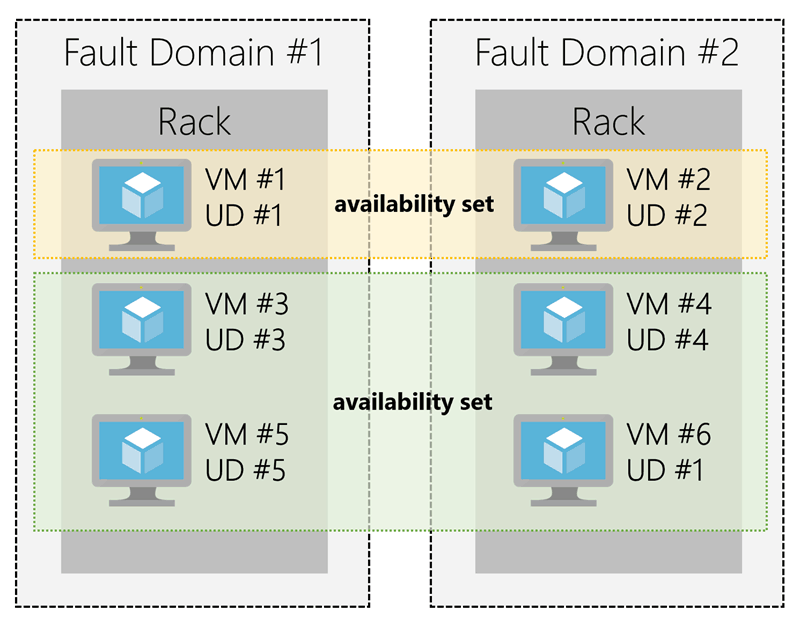 Fault Domain #1
Fault Domain #2
Rack
Rack
VM #1
UD #1
availability set
VM #2
UD #2
VM #3
UD #3
VM #4
UD #4
availability set
VM #5
UD #5
VM #6
UD #1